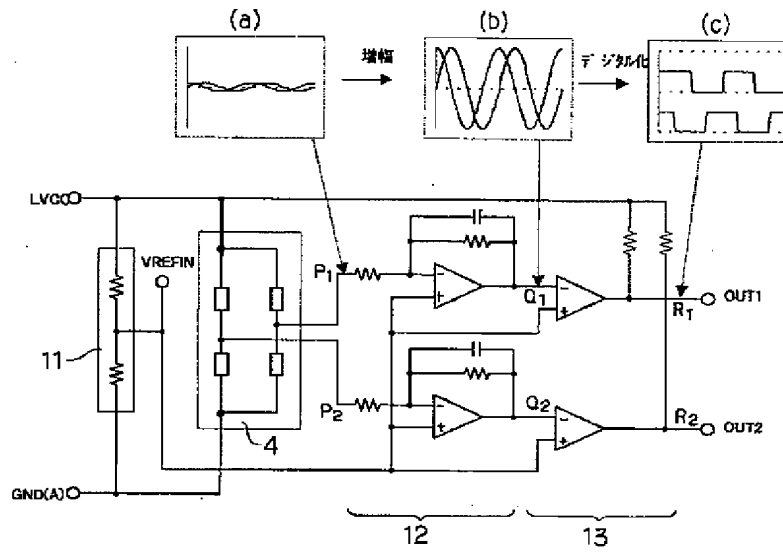 (a)
(b)
(c)
増幅
デジタル化
LVCC
VREFIN
P1
Q1
R1
OUT1
11
P2
Q2
R2
OUT2
4
GND(A)
12
13